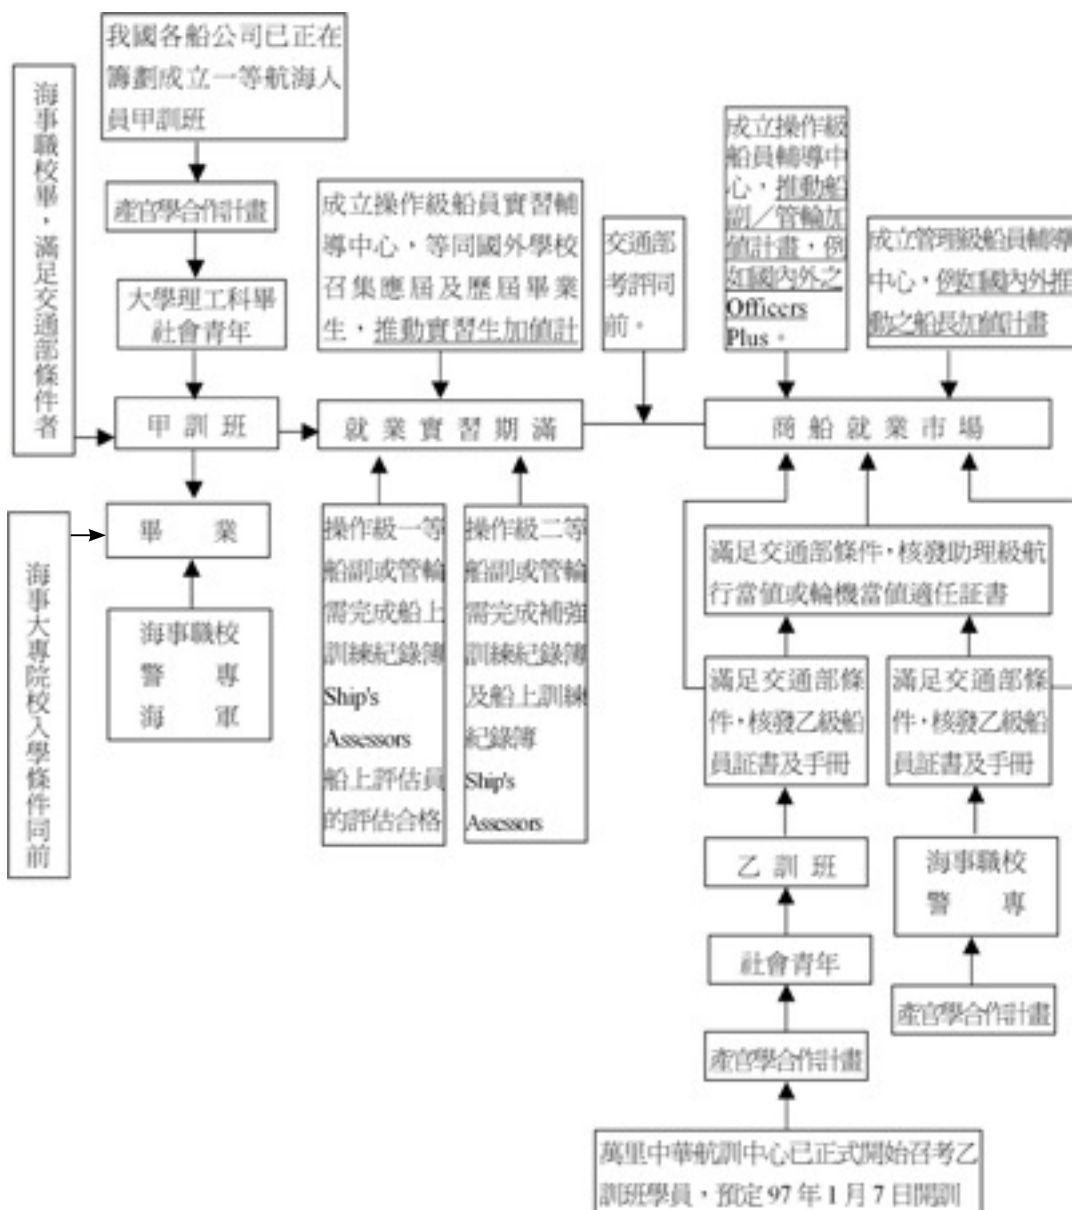 我國各船公司已正在
籌劃成立一等航海人
員甲訓班
海事職校畢，滿足交通部條件者
產官學合作計畫
大學理工科畢
社會青年
甲訓班
畢業
海事職校
警專
海軍
海事大專院校入學條件同前
成立操作級船員實習輔
導中心，等同國外學校
召集應屆及歷屆畢業
生，推動實習生加值計
就業實習期滿
操作級一等
船副或管輪
需完成船上
訓練紀錄簿
Ship's
Assessors
船上評估員
的評估合格
操作級二等
船副或管輪
需完成補強
訓練紀錄簿
及船上訓練
紀錄簿
Ship's
Assessors
交通部
考評同
前。
成立操作級
船員輔導中
心，推動船
副／管輪加
值計畫，例
如國內外之
Officers
Plus。
成立管理級船員輔導
中心，例如國內外推
動之船長加值計畫
商船就業市場
滿足交通部條件，核發助理級航
行當值或輪機當值適任証書
滿足交通部條
件，核發乙級船
員証書及手冊
滿足交通部條
件，核發乙級船
員証書及手冊
乙訓班
社會青年
產官學合作計畫
海事職校
警專
產官學合作計畫
萬里中華航訓中心已正式開始召考乙
訓班學員，預定 97 年 1 月 7 日開訓